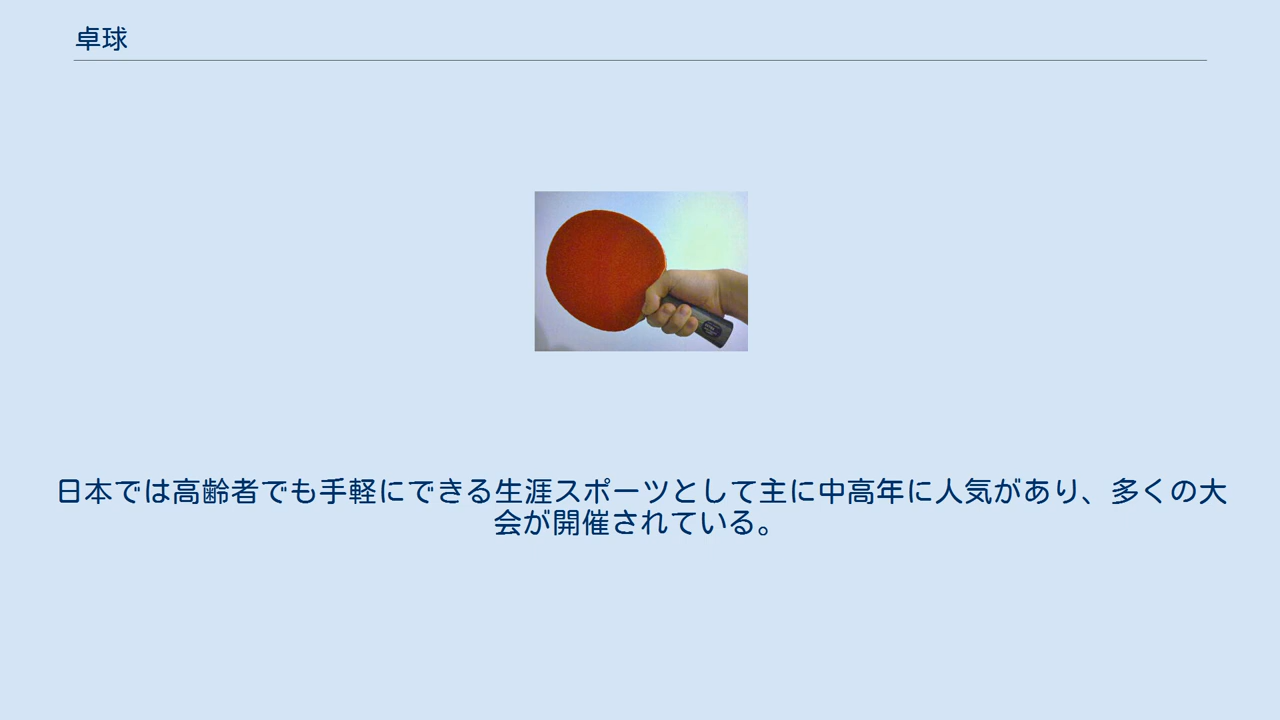 卓球
日本では高齢者でも手軽にできる生涯スポーツとして主に中高年に人気があり、多くの大
会が開催されている。